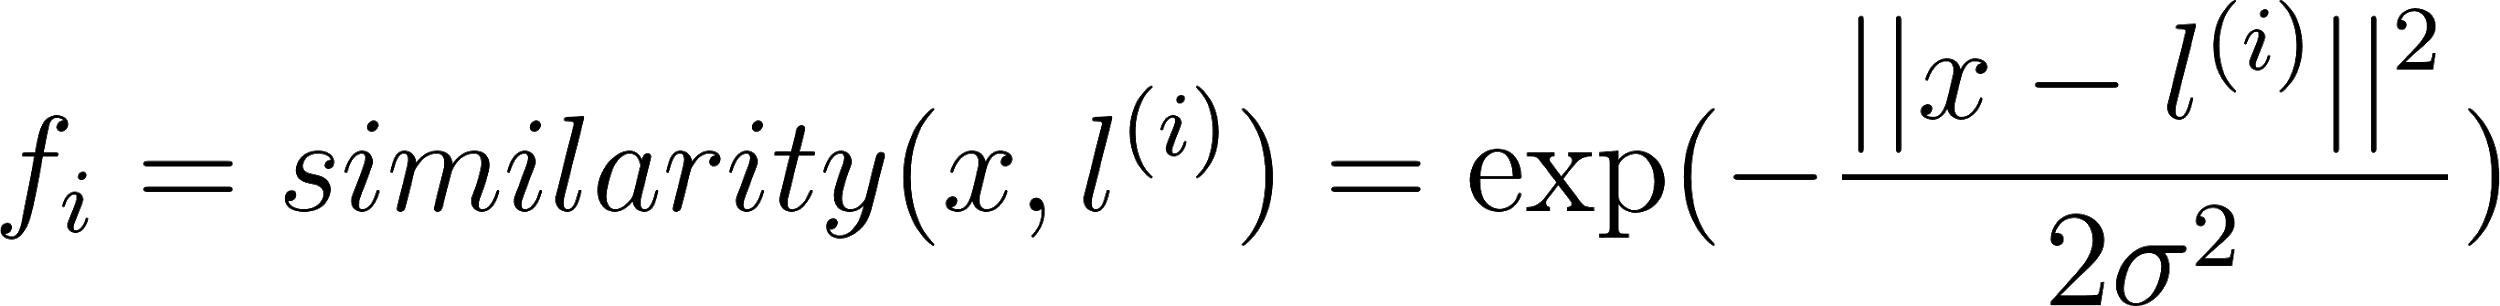 f_i = similarity(x, l^{(i)}) = \exp(-\frac{||x - l^{(i)}||^2}{2\sigma^2})